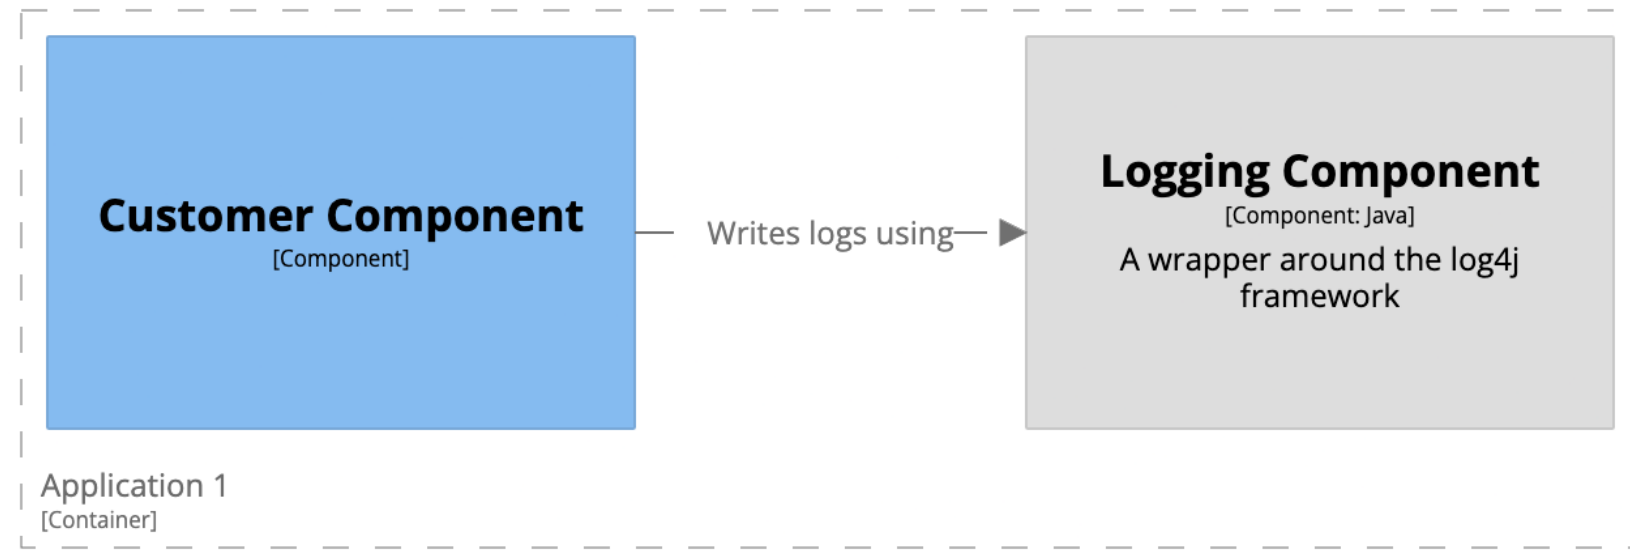 Customer Component
[Component]
Writes logs using
Logging Component
[Component: Java]
A wrapper around the log4j
framework
Application 1
[Container]